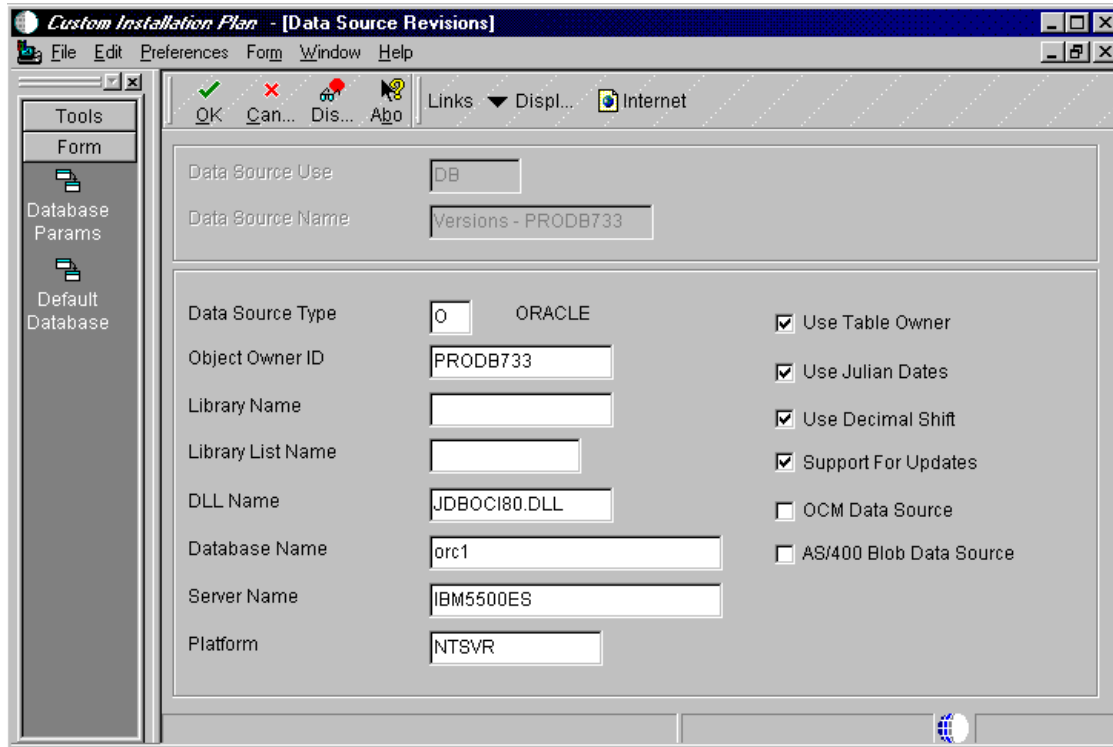 Custom Installation Plan - [Data Source Revisions]
File Edit Preferences Form Window Help
OK Can... Dis... Abo Links Displ... Internet
Tools
Form
Database Params
Default Database
Data Source Use DB
Data Source Name Versions - PRODB733
Data Source Type O ORACLE
Object Owner ID PRODB733
Library Name
Library List Name
DLL Name JDBOCI80.DLL
Database Name orc1
Server Name IBM5500ES
Platform NTSVR
Use Table Owner
Use Julian Dates
Use Decimal Shift
Support For Updates
OCM Data Source
AS/400 Blob Data Source